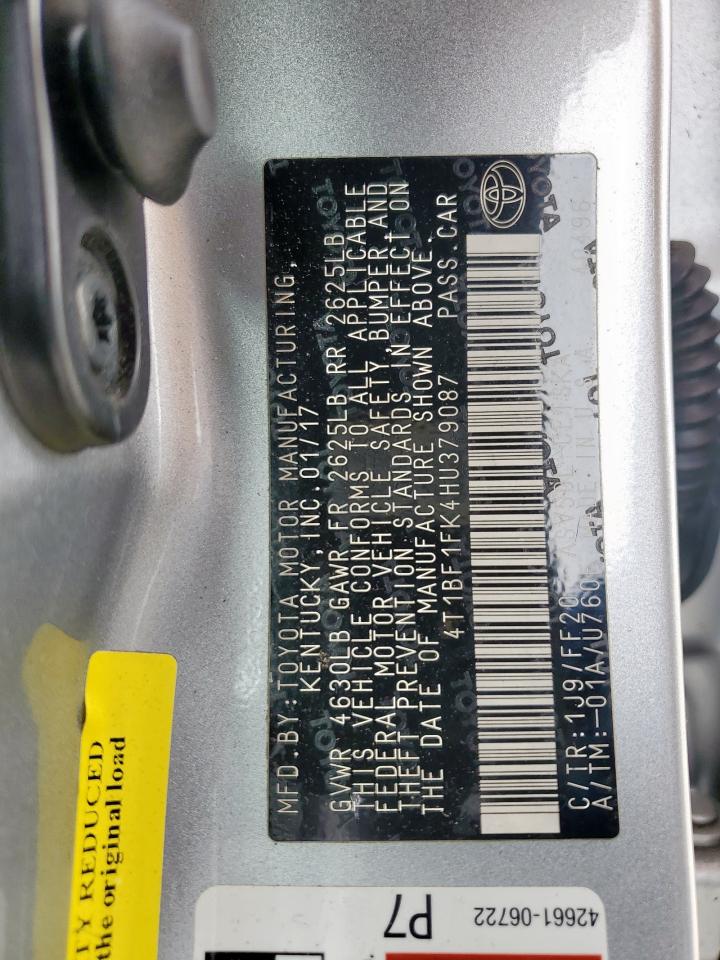 MFD.BY:TOYOTA MOTOR MANUFACTURING,
KENTUCKY, INC.01/17
GVWR 4630LB GAWR FR 2625LB RR 2625LB
THIS VEHICLE CONFORMS TO ALL APPLICABLE
FEDERAL MOTOR VEHICLE SAFETY, BUMPER, AND
THEFT PREVENTION STANDARDS IN EFFECT ON
THE DATE OF MANUFACTURE SHOWN ABOVE.
4T1BF1FK4HU379087 PASS.CAR
C/TR:1J9/FF20
A/TM:-01A/U760
TY REDUCED
the original load
42661-06722
P7